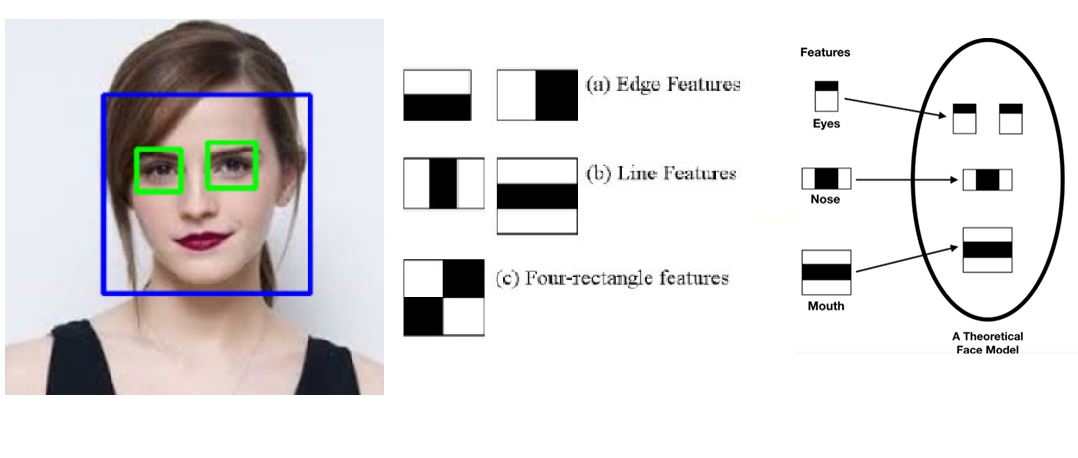 (a) Edge Features
(b) Line Features
(c) Four-rectangle features
Features
Eyes
Nose
Mouth
A Theoretical
Face Model